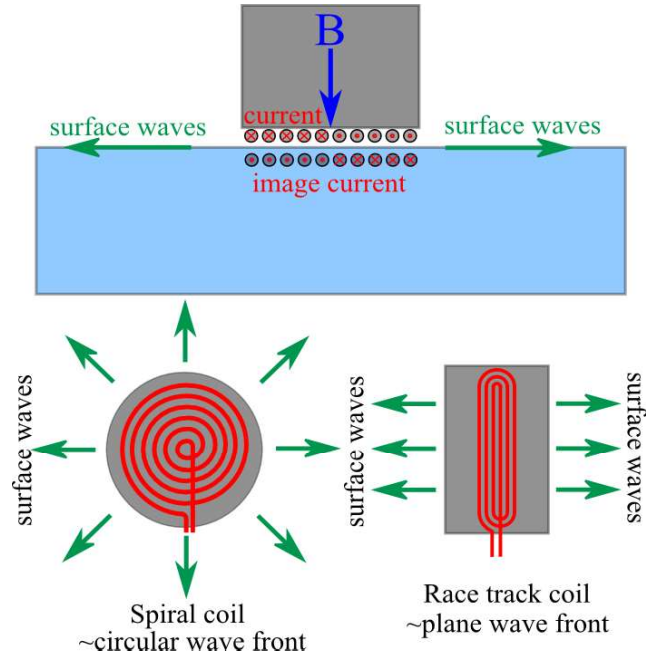 B
current
surface waves
surface waves
image current
surface waves
surface waves
surface waves
Spiral coil
~circular wave front
Race track coil
~plane wave front